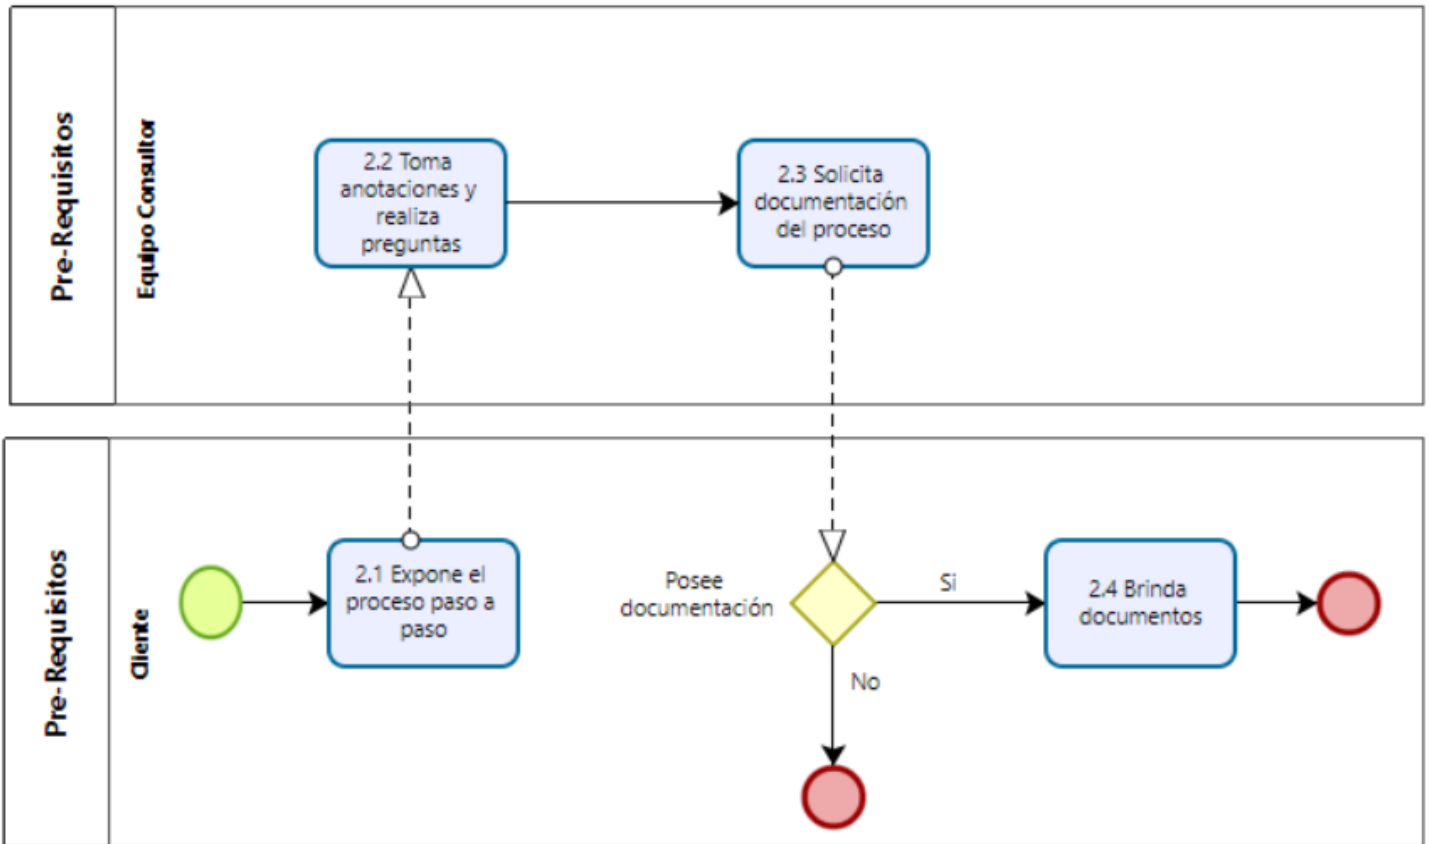 Pre-Requisitos
Equipo Consultor
2.2 Toma
anotaciones y
realiza
preguntas
2.3 Solicita
documentación
del proceso
Pre-Requisitos
Cliente
2.1 Expone el
proceso paso a
paso
Posee
documentación
Si
No
2.4 Brinda
documentos